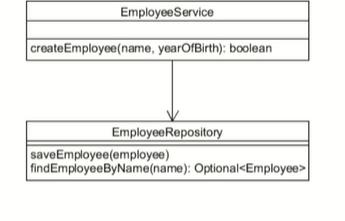 EmployeeService
createEmployee(name, yearOfBirth): boolean
EmployeeRepository
saveEmployee(employee)
findEmployeeByName(name): Optional<Employee>